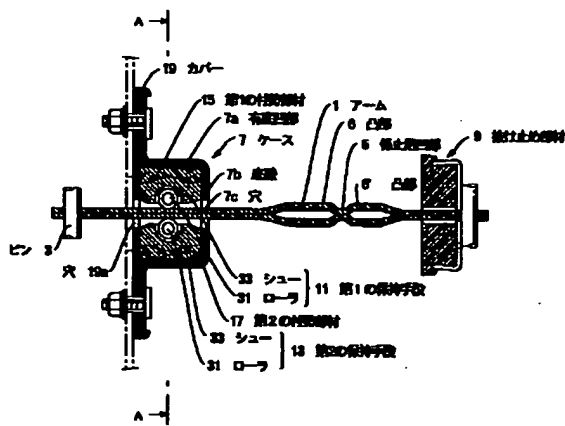 A
19 カバー
15 第1の付勢部材
7a 有底凹部
7 ケース
1 アーム
6 凸部
5 係止用凹部
9 抜け止め部材
7b 底壁
7c 穴
6' 凸部
ピン 3
穴 19a
33 シュー
31 ローラ
11 第1の保持手段
17 第2の付勢部材
33 シュー
31 ローラ
13 第2の保持手段
A